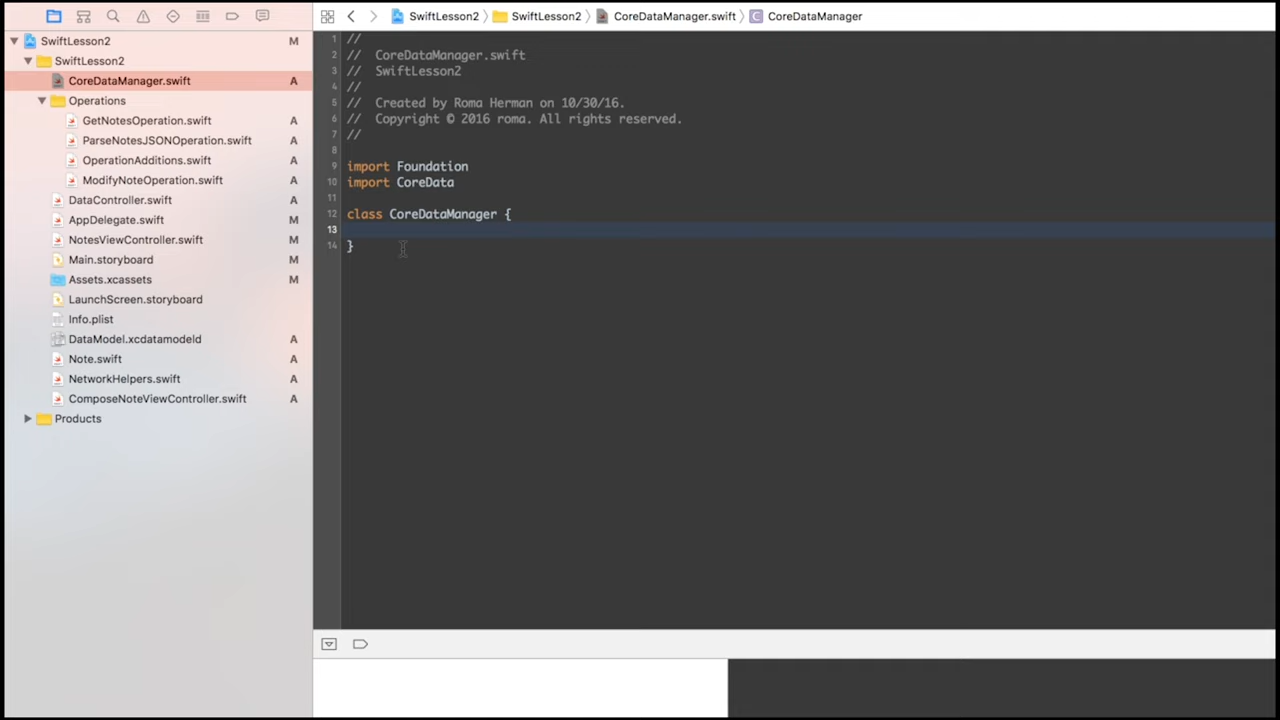 SwiftLesson2 〉 SwiftLesson2 〉 CoreDataManager.swift 〉 C CoreDataManager
SwiftLesson2 M
SwiftLesson2
CoreDataManager.swift A
Operations
GetNotesOperation.swift A
ParseNotesJSONOperation.swift A
OperationAdditions.swift A
ModifyNoteOperation.swift A
DataController.swift A
AppDelegate.swift M
NotesViewController.swift M
Main.storyboard M
Assets.xcassets M
LaunchScreen.storyboard
Info.plist
DataModel.xcdatamodeld A
Note.swift A
NetworkHelpers.swift A
ComposeNoteViewController.swift A
Products
1 //
2 // CoreDataManager.swift
3 // SwiftLesson2
4 //
5 // Created by Roma Herman on 10/30/16.
6 // Copyright © 2016 roma. All rights reserved.
7 //
8
9 import Foundation
10 import CoreData
11
12 class CoreDataManager {
13
14 }